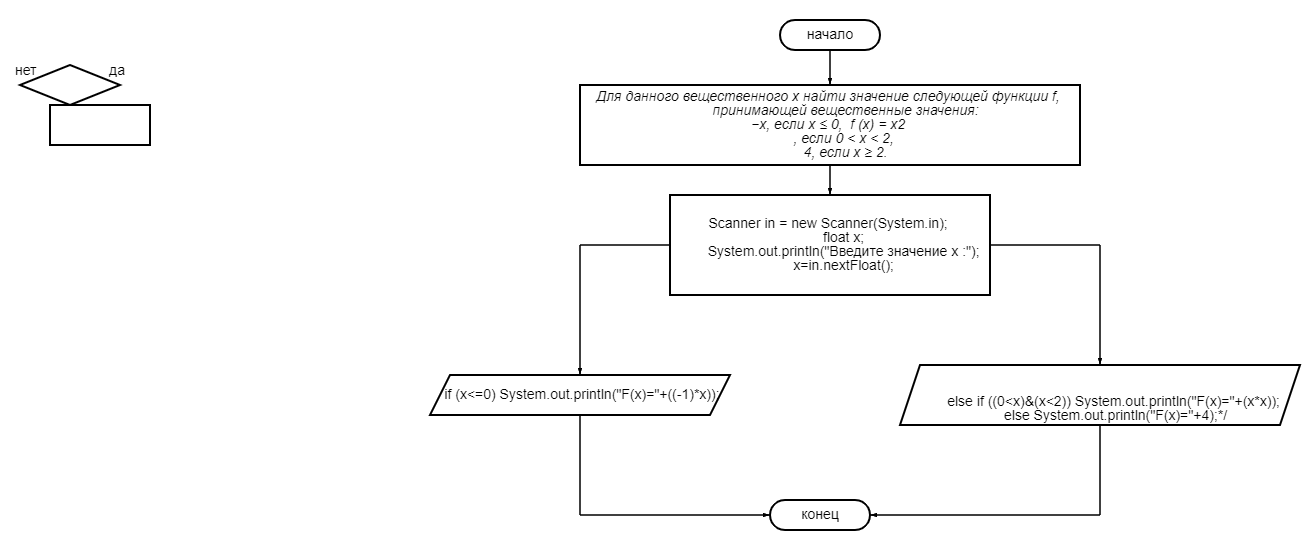 начало
нет
да
Для данного вещественного x найти значение следующей функции f,
принимающей вещественные значения:
−x, если x ≤ 0, f (x) = x2
, если 0 < x < 2,
4, если x ≥ 2.
Scanner in = new Scanner(System.in);
float x;
System.out.println("Введите значение x :");
x=in.nextFloat();
if (x<=0) System.out.println("F(x)="+((-1)*x));
else if ((0<x)&(x<2)) System.out.println("F(x)="+(x*x));
else System.out.println("F(x)="+4);*/
конец